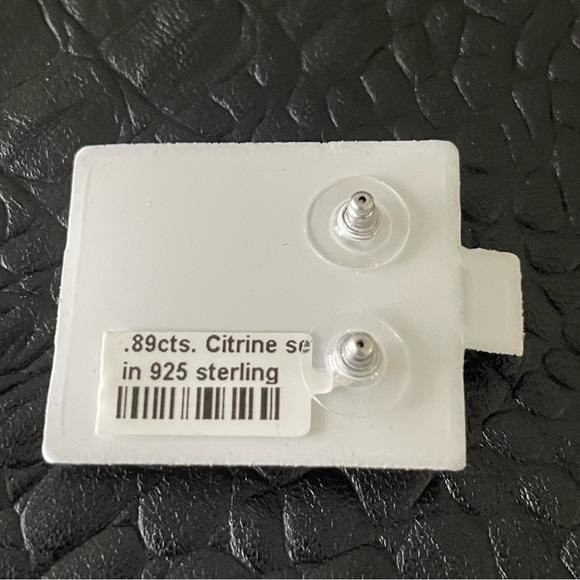 .89cts. Citrine se
in 925 sterling